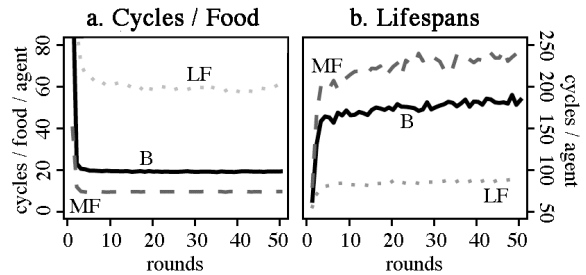 a. Cycles / Food
cycles / food / agent
80
60
40
20
0
LF
B
MF
0 10 20 30 40 50
rounds
b. Lifespans
MF
B
LF
250
200
150
100
50
cycles / agent
0 10 20 30 40 50
rounds